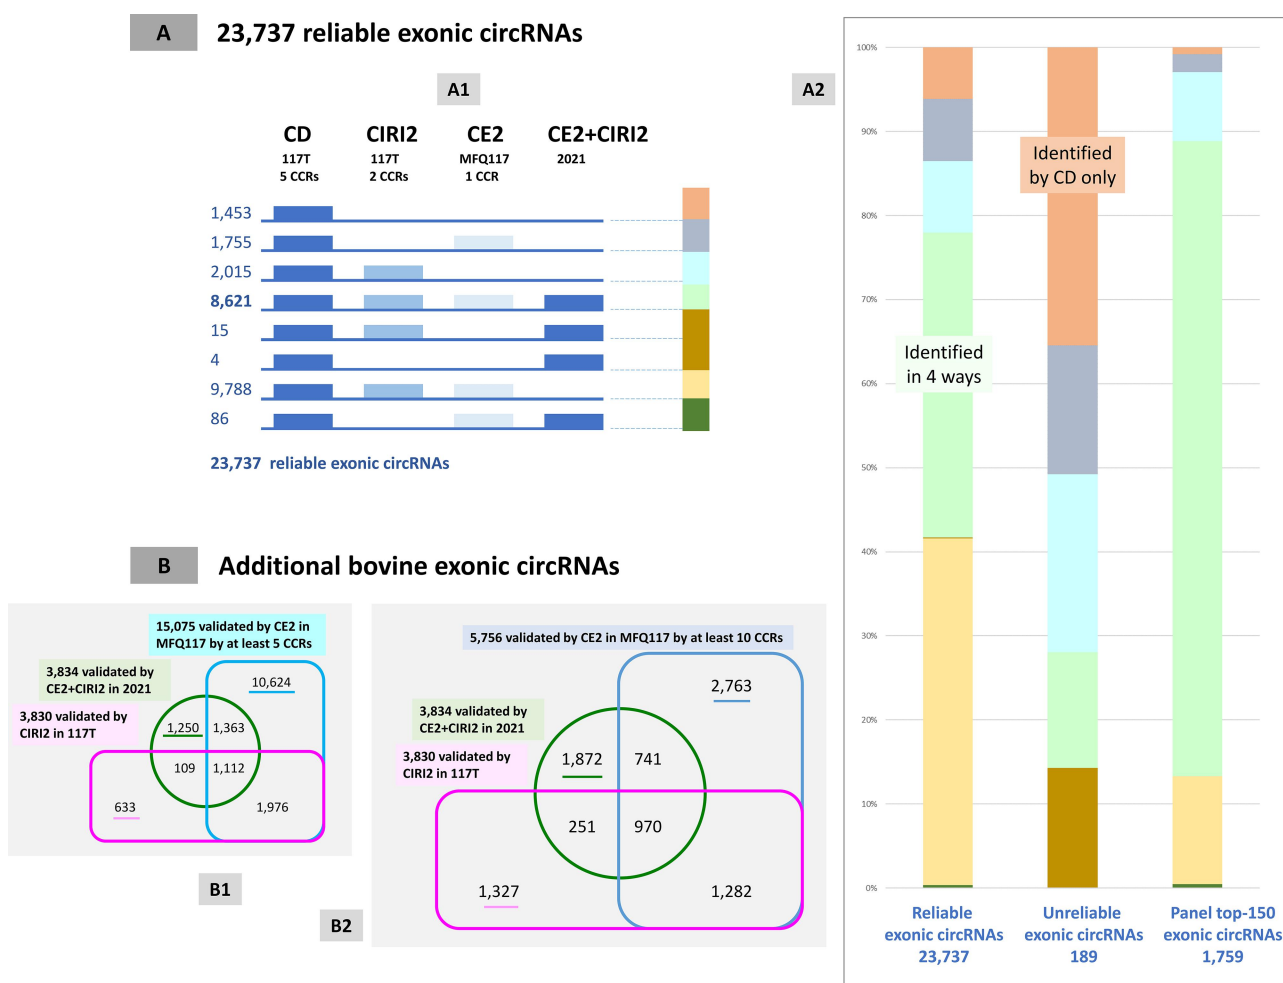 A
23,737 reliable exonic circRNAs
A1
A2
CD
CIRI2
CE2
CE2+CIRI2
117T
117T
MFQ117
2021
5 CCRs
2 CCRs
1 CCR
1,453
1,755
2,015
8,621
15
4
9,788
86
23,737 reliable exonic circRNAs
100%
90%
80%
70%
60%
50%
40%
30%
20%
10%
0%
Identified
by CD only
Identified
in 4 ways
Reliable
exonic circRNAs
23,737
Unreliable
exonic circRNAs
189
Panel top-150
exonic circRNAs
1,759
B
Additional bovine exonic circRNAs
15,075 validated by CE2 in
MFQ117 by at least 5 CCRs
3,834 validated by
CE2+CIRI2 in 2021
3,830 validated by
CIRI2 in 117T
10,624
1,250
1,363
109
1,112
633
1,976
B1
5,756 validated by CE2 in MFQ117 by at least 10 CCRs
3,834 validated by
CE2+CIRI2 in 2021
3,830 validated by
CIRI2 in 117T
2,763
1,872
741
251
970
1,327
1,282
B2